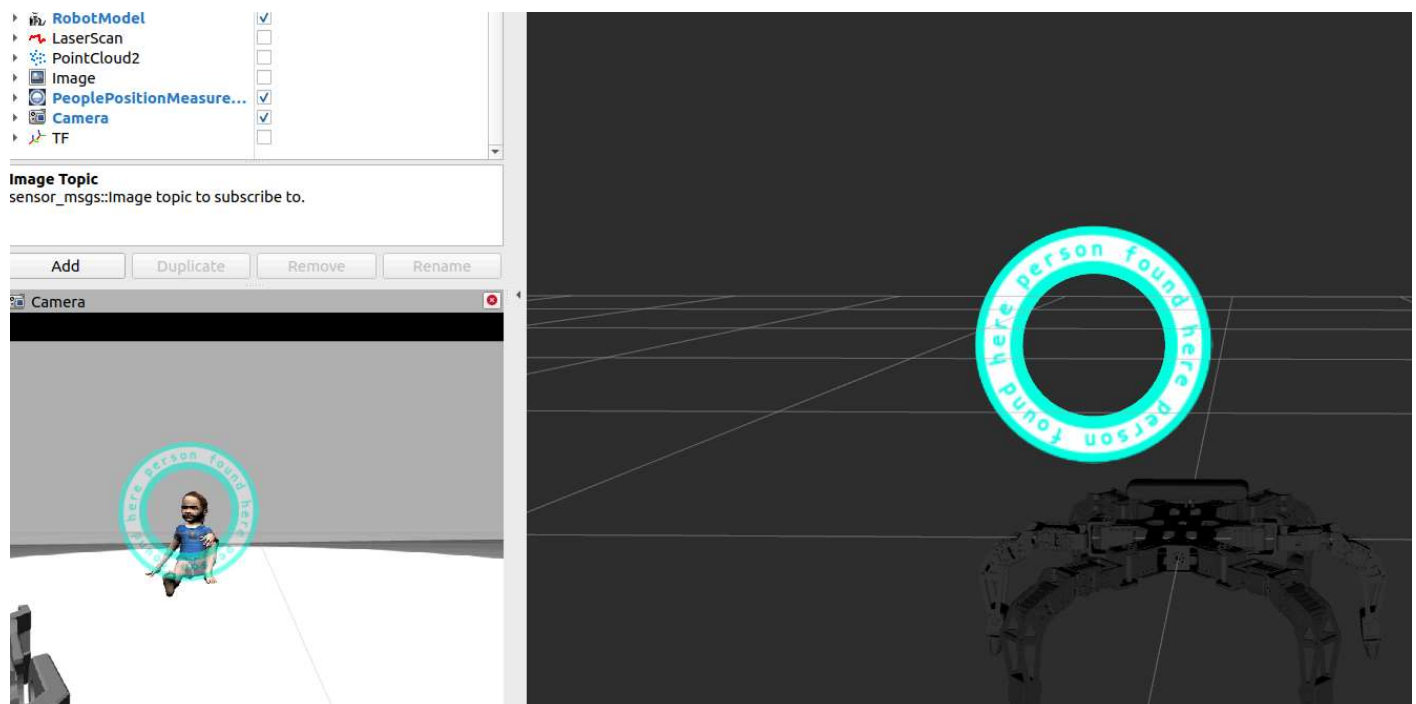 RobotModel
LaserScan
PointCloud2
Image
PeoplePositionMeasure...
Camera
TF
Image Topic
sensor_msgs::Image topic to subscribe to.
Add Duplicate Remove Rename
Camera
person found here person found here
person found here